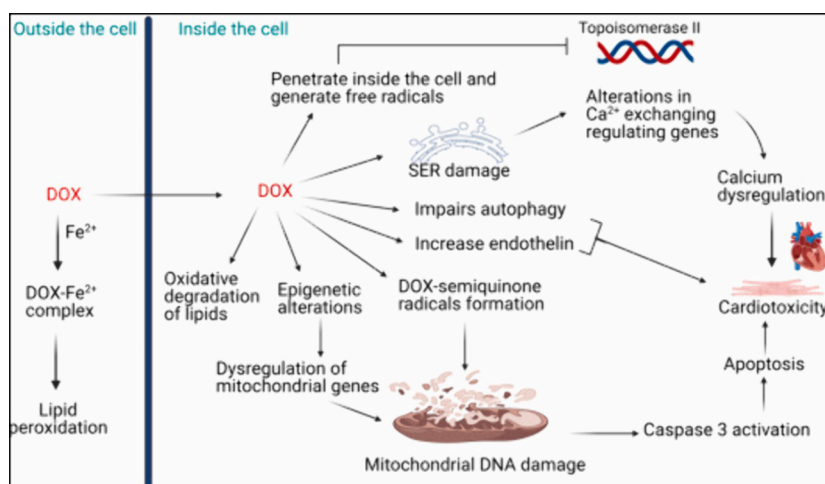 Outside the cell
Inside the cell
Topoisomerase II
Penetrate inside the cell and
generate free radicals
Alterations in
Ca²⁺ exchanging
regulating genes
SER damage
DOX
DOX
Calcium
dysregulation
Impairs autophagy
Fe²⁺
Increase endothelin
DOX-Fe²⁺
complex
Oxidative
degradation
of lipids
Epigenetic
alterations
DOX-semiquinone
radicals formation
Cardiotoxicity
Dysregulation of
mitochondrial genes
Apoptosis
Lipid
peroxidation
Caspase 3 activation
Mitochondrial DNA damage